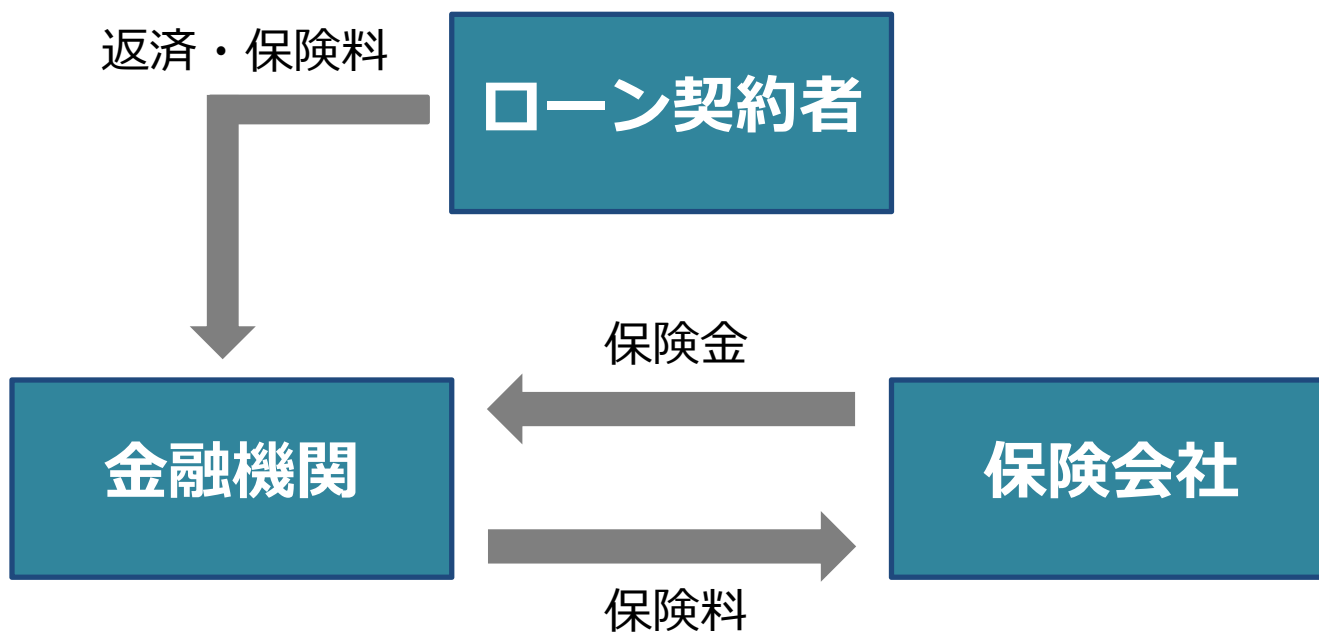 返済・保険料
ローン契約者
保険金
金融機関
保険会社
保険料